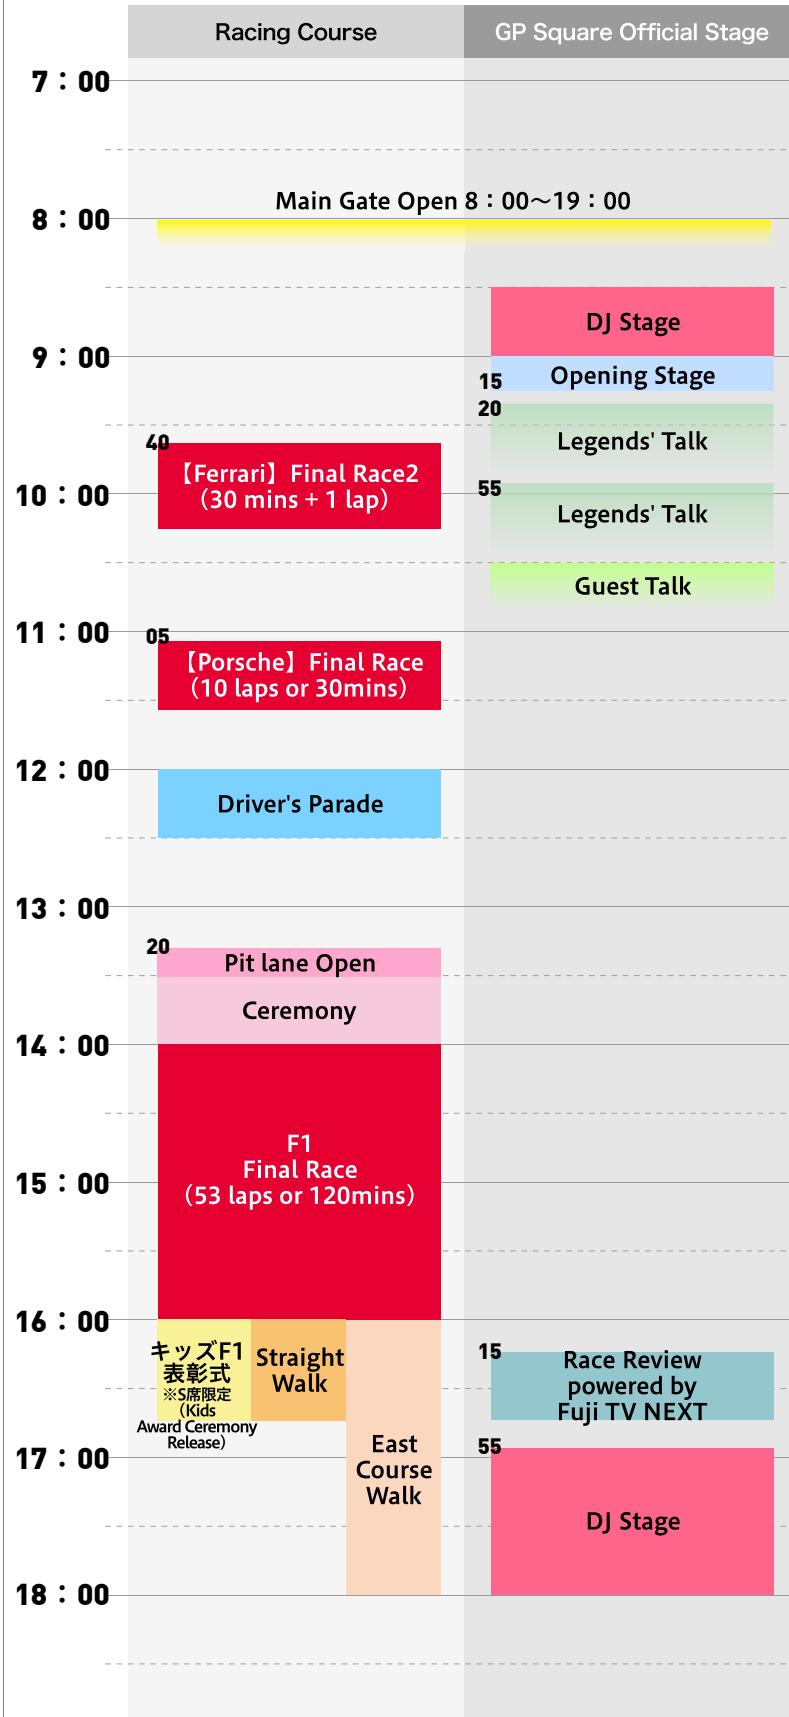 Racing Course
GP Square Official Stage
7：00
Main Gate Open 8：00～19：00
8：00
DJ Stage
9：00
15
Opening Stage
20
Legends' Talk
40
【Ferrari】Final Race2
（30 mins + 1 lap）
10：00
55
Legends' Talk
Guest Talk
11：00
05
【Porsche】Final Race
（10 laps or 30mins）
12：00
Driver's Parade
13：00
20
Pit lane Open
Ceremony
14：00
F1
Final Race
（53 laps or 120mins）
15：00
16：00
キッズF1
表彰式
※S席限定
（Kids
Award Ceremony
Release）
Straight
Walk
East
Course
Walk
15
Race Review
powered by
Fuji TV NEXT
17：00
55
DJ Stage
18：00